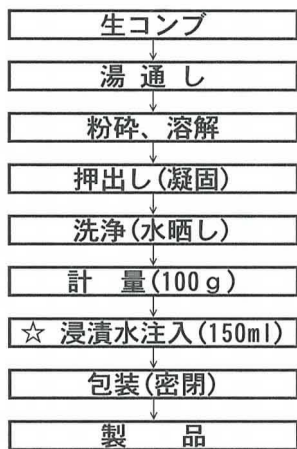 生コンブ
湯通し
粉砕、溶解
押出し(凝固)
洗浄(水晒し)
計 量(100g)
☆ 浸漬水注入(150ml)
包装(密閉)
製 品